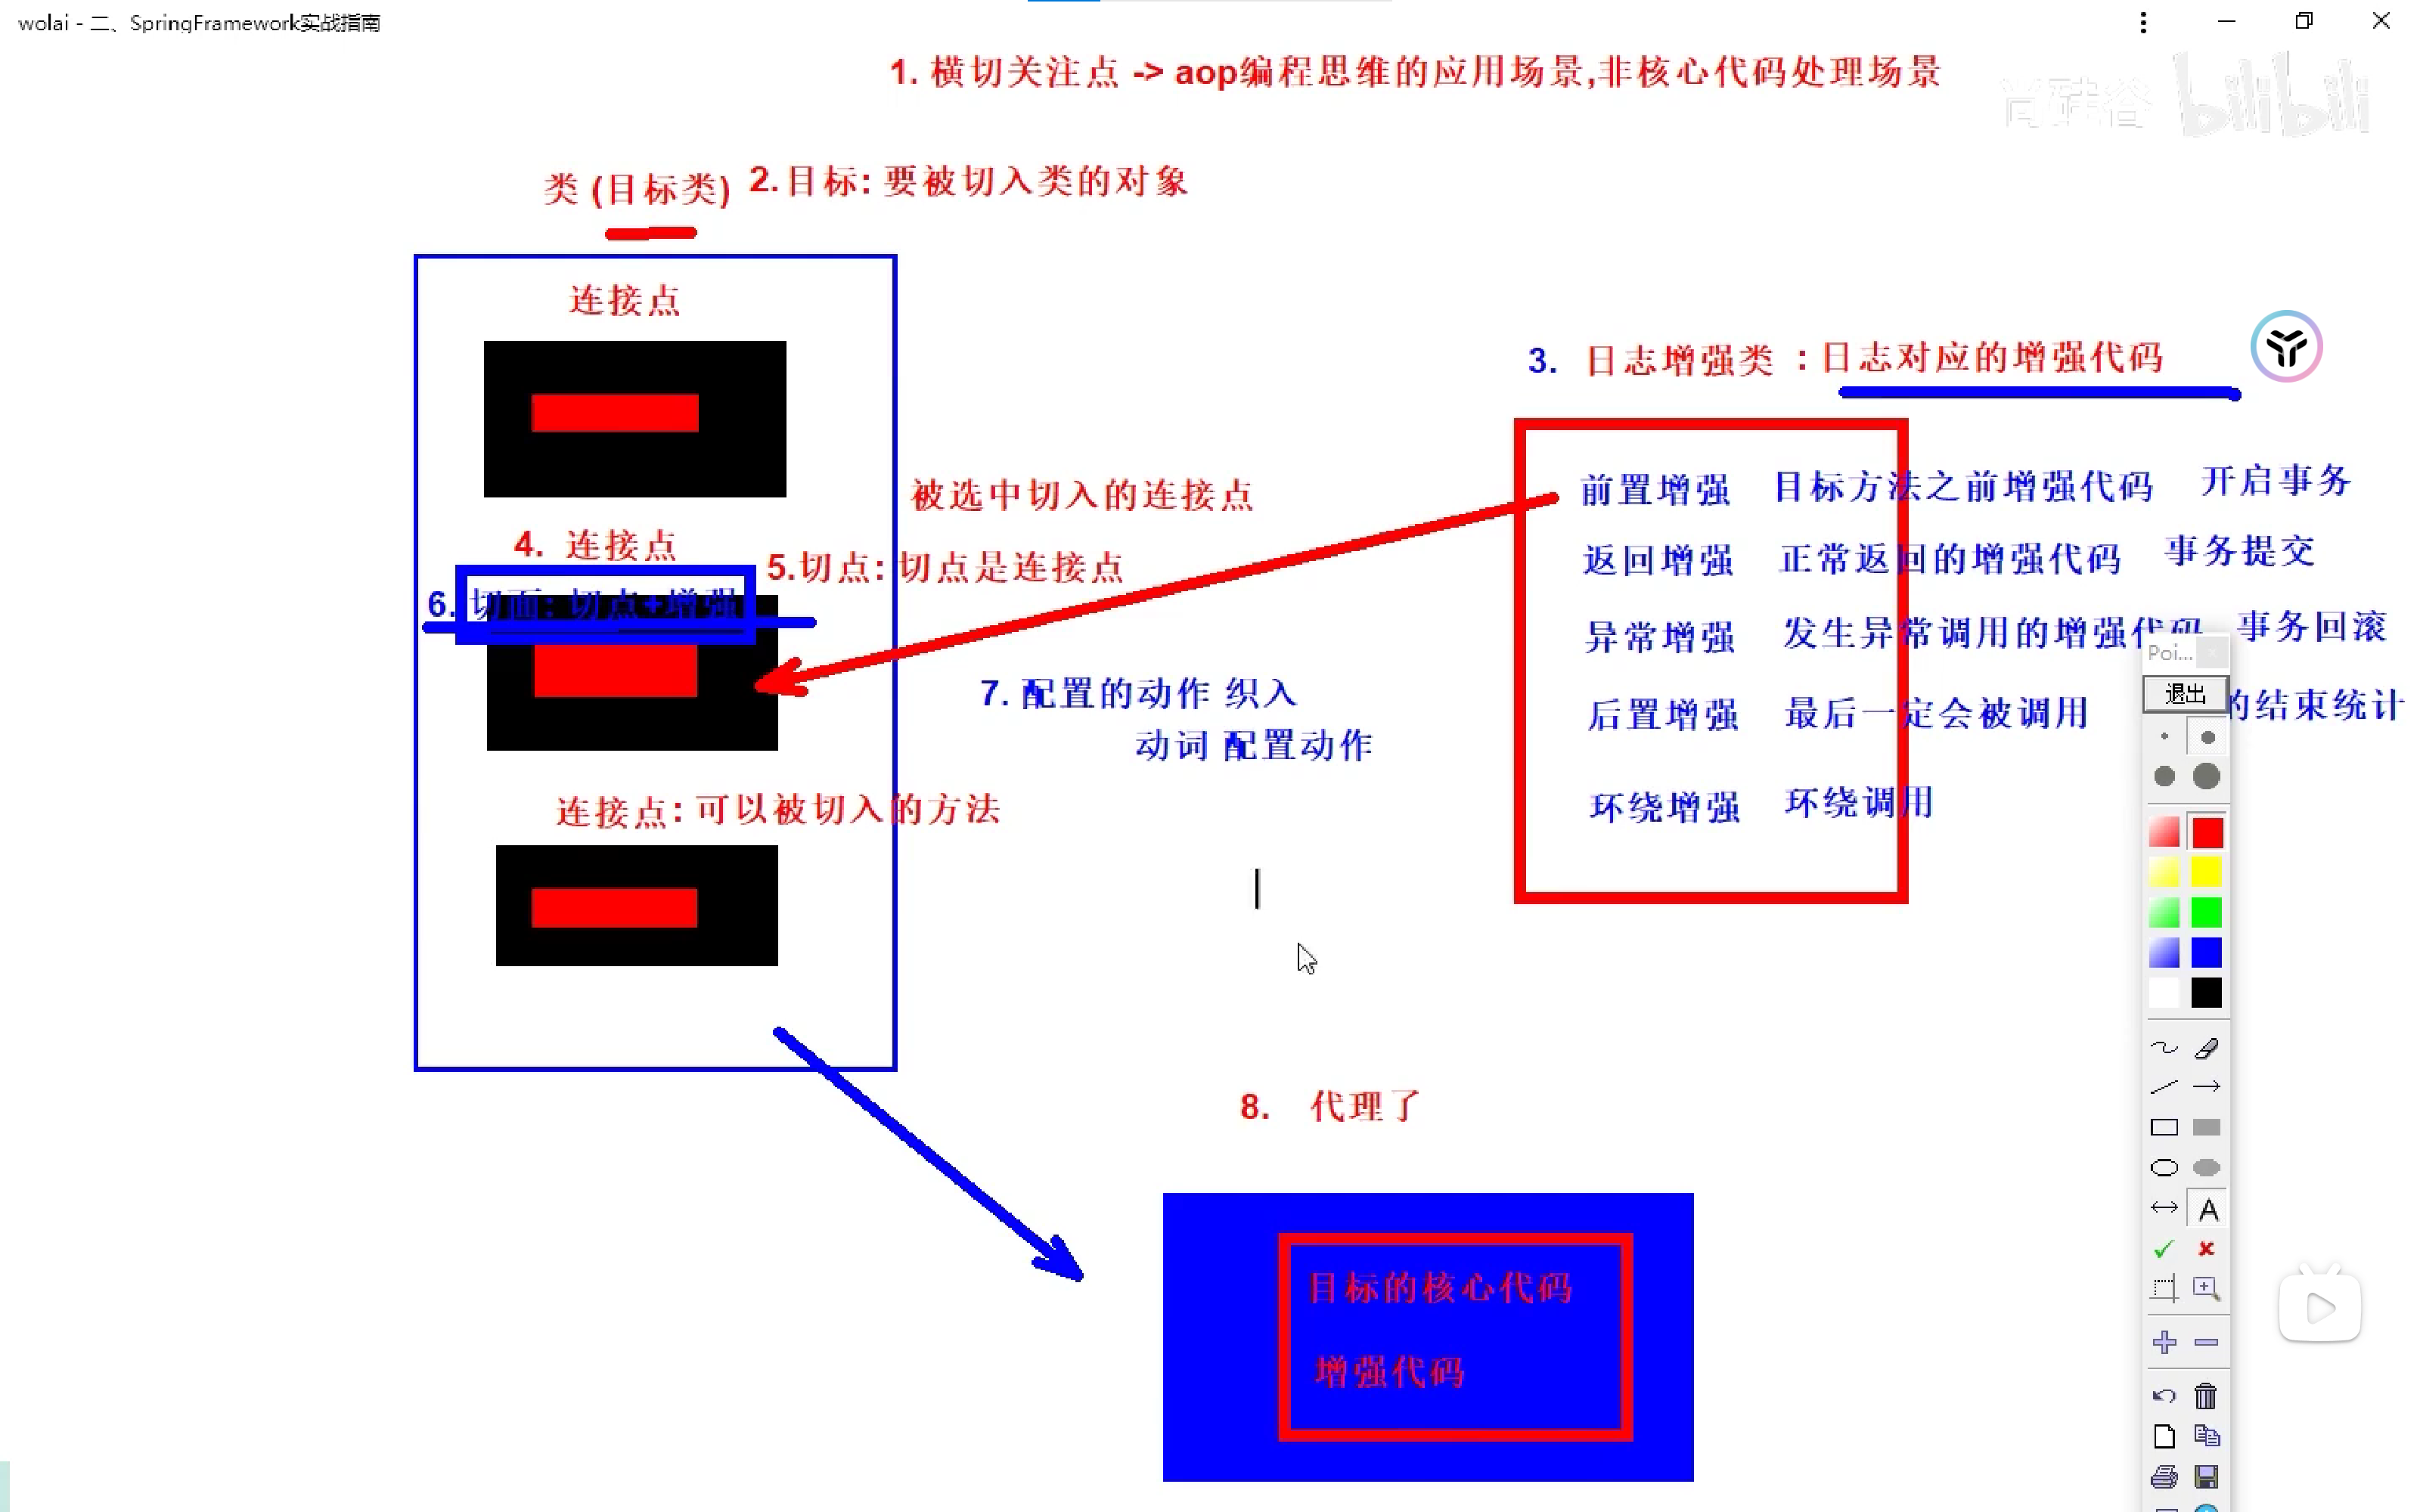 wolai - 二、SpringFramework实战指南
1. 横切关注点 -> aop编程思维的应用场景,非核心代码处理场景
尚硅谷 bilibili
类 (目标类) 2.目标: 要被切入类的对象
连接点
3. 日志增强类 : 日志对应的增强代码
被选中切入的连接点
前置增强 目标方法之前增强代码 开启事务
4. 连接点
5.切点: 切点是连接点
返回增强 正常返回的增强代码 事务提交
6. 切面: 切点+增强
异常增强 发生异常调用的增强代码 事务回滚
Poi...
退出
7. 配置的动作 织入
动词 配置动作
后置增强 最后一定会被调用 的结束统计
连接点: 可以被切入的方法
环绕增强 环绕调用
8. 代理了
目标的核心代码
增强代码
A